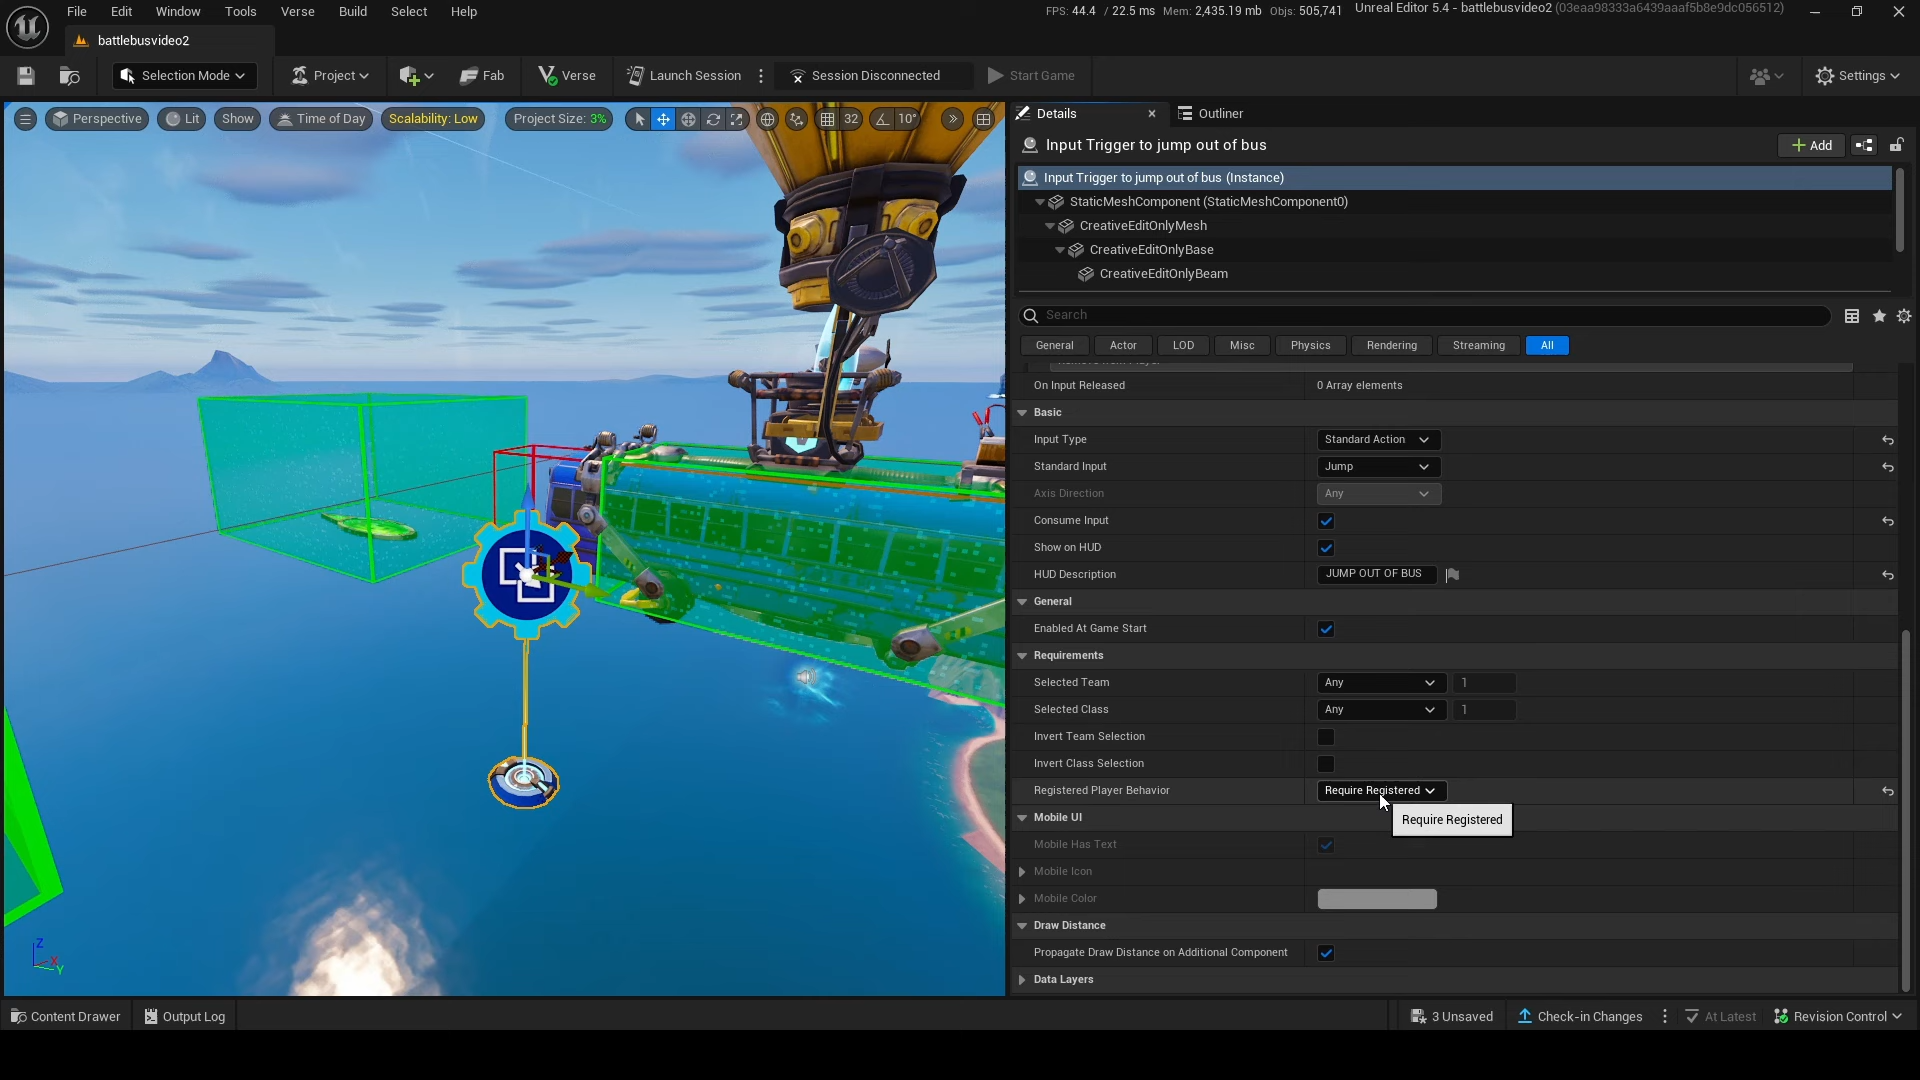 File Edit Window Tools Verse Build Select Help
FPS: 44.4 / 22.5 ms Mem: 2,435.19 mb Objs: 505,741 Unreal Editor 5.4 - battlebusvideo2 (03eaa98333a6439aaaf5b8e9dc056512)
battlebusvideo2
Selection Mode Project Fab Verse Launch Session Session Disconnected Start Game Settings
Perspective Lit Show Time of Day Scalability: Low Project Size: 3% 32 10°
Details Outliner
Input Trigger to jump out of bus + Add
Input Trigger to jump out of bus (Instance)
StaticMeshComponent (StaticMeshComponent0)
CreativeEditOnlyMesh
CreativeEditOnlyBase
CreativeEditOnlyBeam
Search
General Actor LOD Misc Physics Rendering Streaming All
On Input Released 0 Array elements
Basic
Input Type Standard Action
Standard Input Jump
Axis Direction Any
Consume Input
Show on HUD
HUD Description JUMP OUT OF BUS
General
Enabled At Game Start
Requirements
Selected Team Any 1
Selected Class Any 1
Invert Team Selection
Invert Class Selection
Registered Player Behavior Require Registered
Require Registered
Mobile UI
Mobile Has Text
Mobile Icon
Mobile Color
Draw Distance
Propagate Draw Distance on Additional Component
Data Layers
Z
X
Y
Content Drawer Output Log 3 Unsaved Check-in Changes At Latest Revision Control